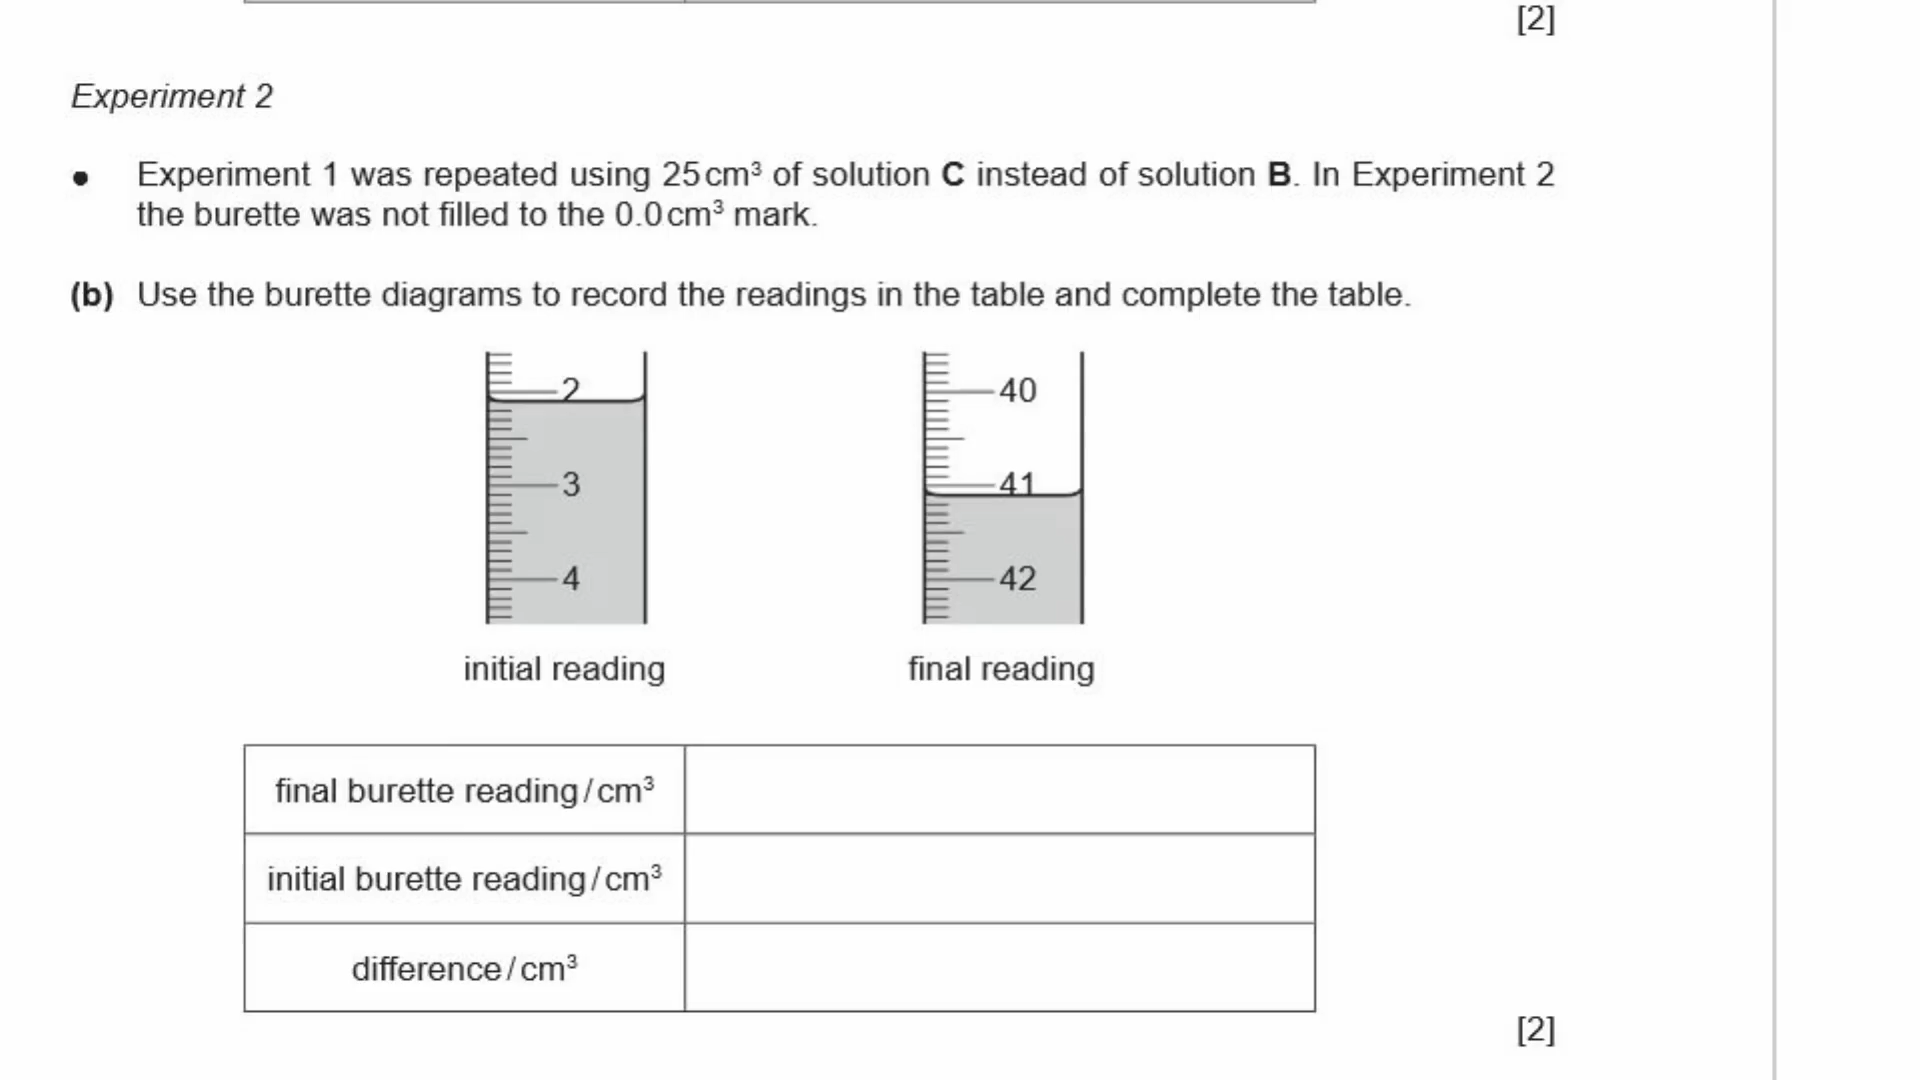 [2]
Experiment 2
• Experiment 1 was repeated using 25 cm³ of solution C instead of solution B. In Experiment 2
the burette was not filled to the 0.0 cm³ mark.
(b) Use the burette diagrams to record the readings in the table and complete the table.
2
3
4
initial reading
40
41
42
final reading
final burette reading / cm³
initial burette reading / cm³
difference / cm³
[2]